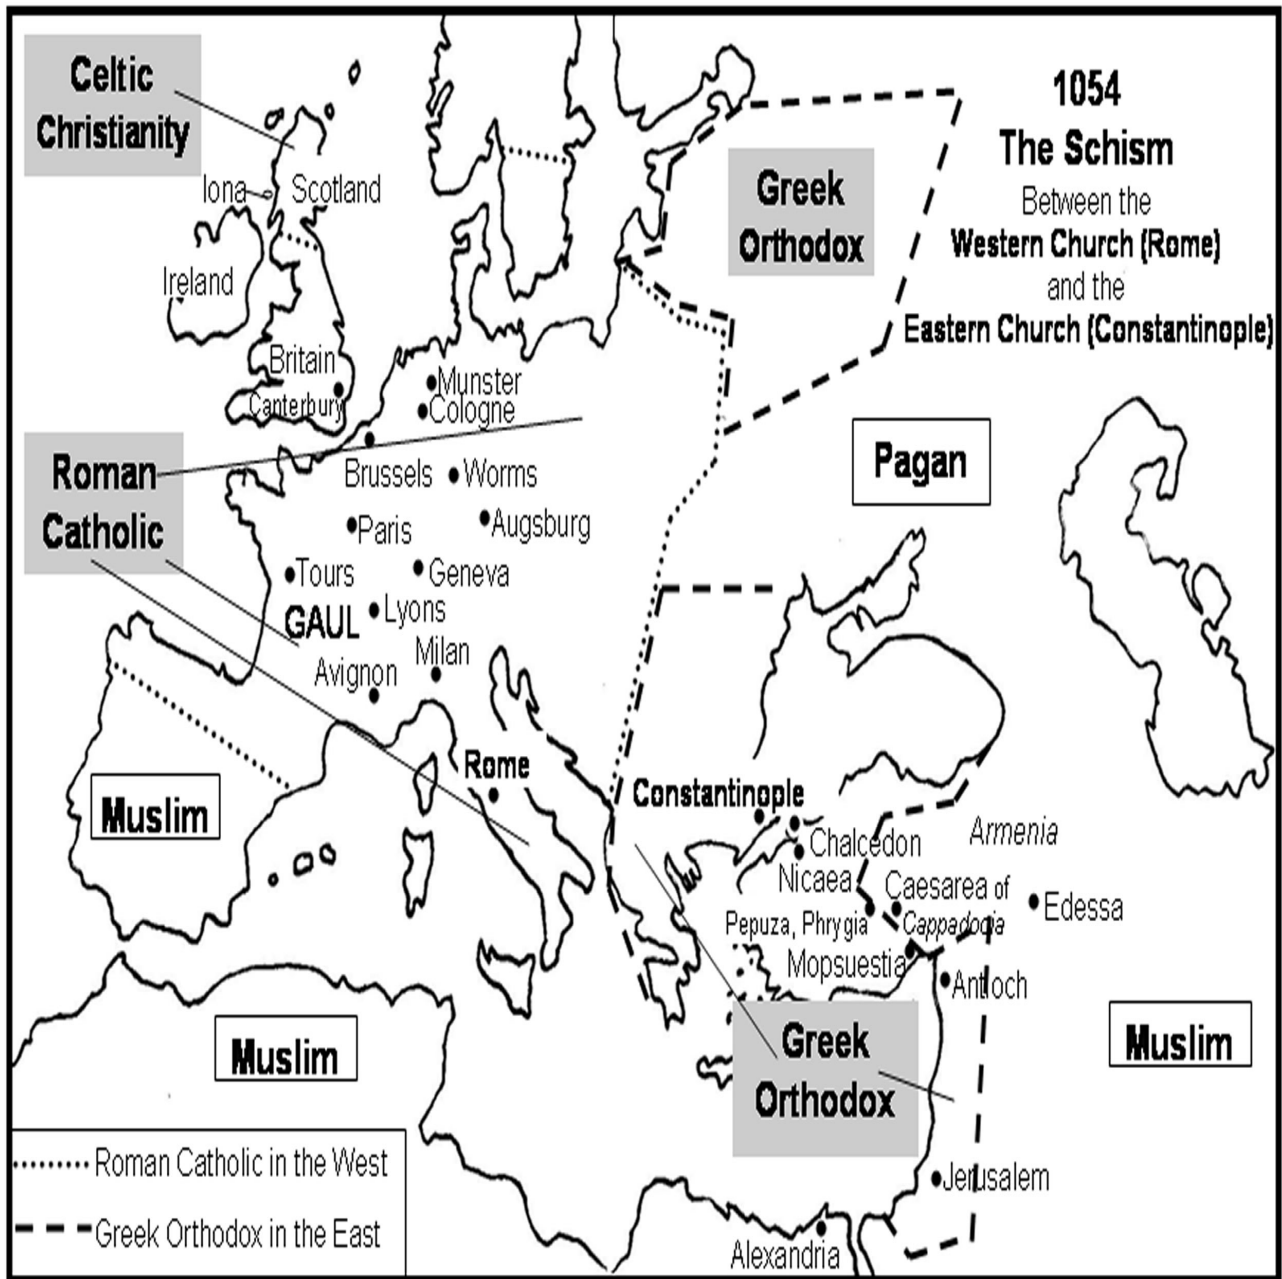 Celtic
Christianity
1054
The Schism
Between the
Western Church (Rome)
and the
Eastern Church (Constantinople)
Greek
Orthodox
Iona
Scotland
Ireland
Britain
Canterbury
Munster
Cologne
Roman
Catholic
Brussels
Worms
Paris
Augsburg
Tours
Geneva
GAUL
Lyons
Milan
Avignon
Pagan
Rome
Muslim
Constantinople
Chalcedon
Armenia
Nicaea
Caesarea of
Cappadocia
Edessa
Pepuza, Phrygia
Mopsuestia
Antioch
Muslim
Muslim
Greek
Orthodox
Jerusalem
Alexandria
Roman Catholic in the West
Greek Orthodox in the East